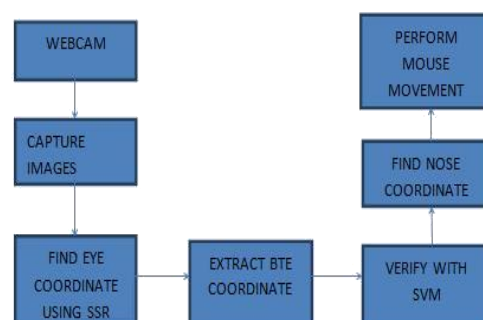 WEBCAM
CAPTURE
IMAGES
FIND EYE
COORDINATE
USING SSR
EXTRACT BTE
COORDINATE
VERIFY WITH
SVM
FIND NOSE
COORDINATE
PERFORM
MOUSE
MOVEMENT